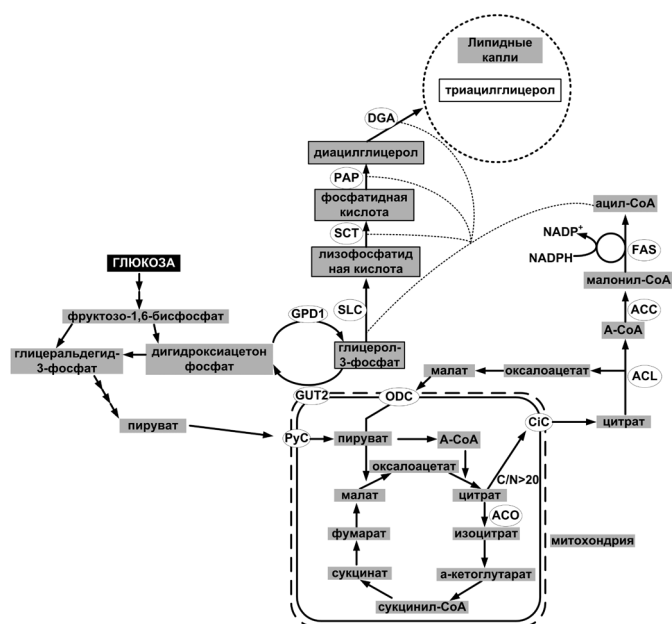 Липидные
капли
триацилглицерол
DGA
диацилглицерол
PAP
фосфатидная
кислота
SCT
лизофосфатид
ная кислота
SLC
ацил-CoA
NADP+
NADPH
FAS
малонил-CoA
ACC
А-CoA
ACL
ГЛЮКОЗА
фруктозо-1,6-бисфосфат
GPD1
глицеральдегид-
3-фосфат
дигидроксиацетон
фосфат
глицерол-
3-фосфат
малат
оксалоацетат
GUT2
ODC
пируват
PyC
пируват
А-CoA
CiC
цитрат
оксалоацетат
малат
цитрат
C/N>20
ACO
фумарат
изоцитрат
митохондрия
сукцинат
а-кетоглутарат
сукцинил-CoA